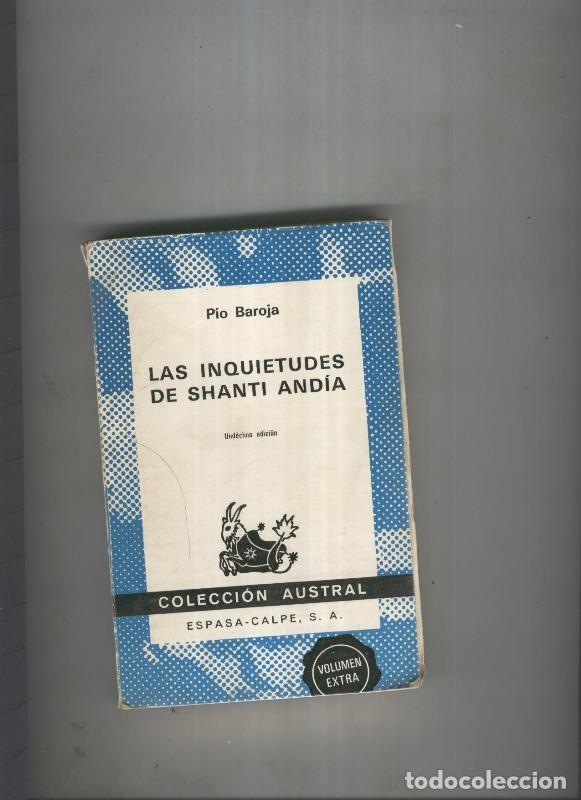 Pío Baroja
LAS INQUIETUDES
DE SHANTI ANDÍA
Undécima edición
COLECCIÓN AUSTRAL
ESPASA-CALPE, S. A.
VOLUMEN
EXTRA
todocoleccion